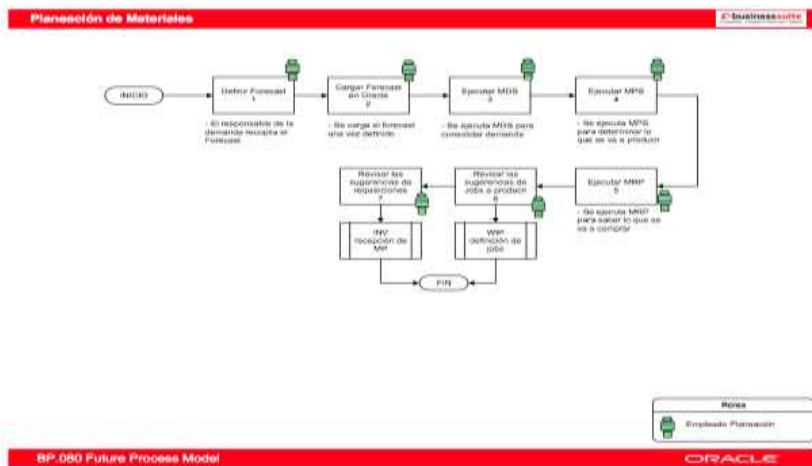 Planeación de Materiales
e-businesssuite
INICIO
Definir Forecast
1
Cargar Forecast
en Oracle
2
Ejecutar MDS
3
Ejecutar MPS
4
- El responsable de la
demanda recopila el
Forecast
- Se carga el forecast
una vez definido
- Se ejecuta MDS para
consolidar demanda
- Se ejecuta MPS
para determinar lo
que se va a producir
Revisar las
sugerencias de
requisiciones
7
Revisar las
sugerencias de
Jobs a producir
6
Ejecutar MRP
5
- Se ejecuta MRP
para saber lo que se
va a comprar
INV
recepción de
MP
WIP
definición de
jobs
FIN
Roles
Empleado Planeación
BP.080 Future Process Model
ORACLE